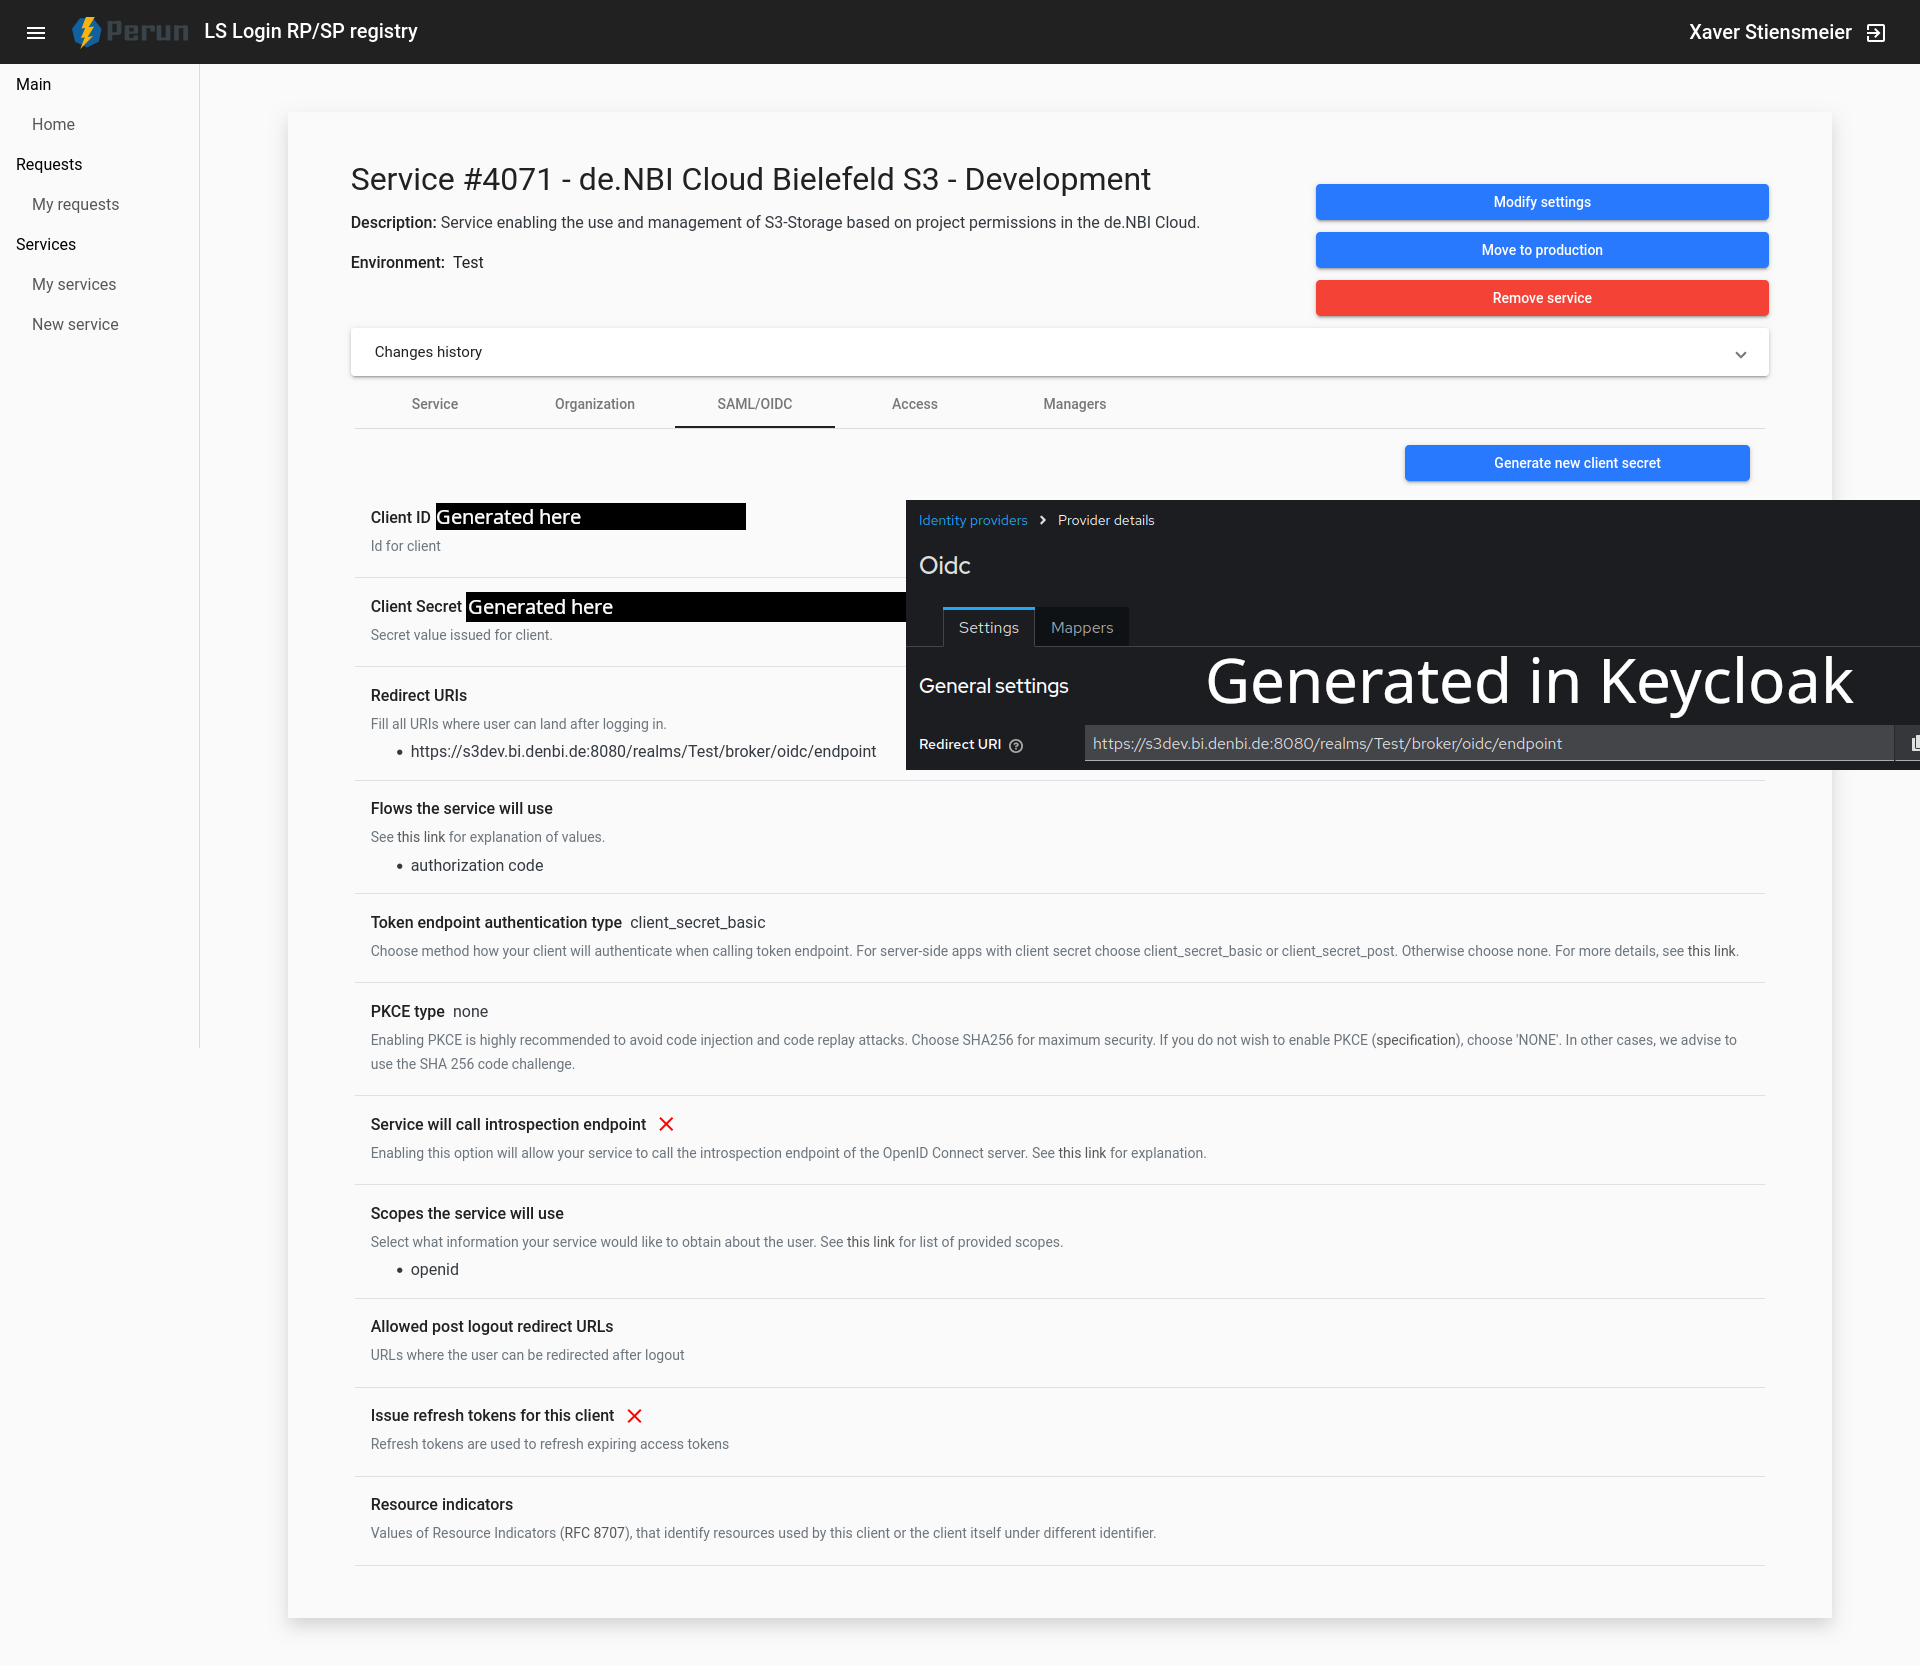 Perun LS Login RP/SP registry
Xaver Stiensmeier
Main
Home
Requests
My requests
Services
My services
New service
Service #4071 - de.NBI Cloud Bielefeld S3 - Development
Description: Service enabling the use and management of S3-Storage based on project permissions in the de.NBI Cloud.
Environment: Test
Modify settings
Move to production
Remove service
Changes history
Service Organization SAML/OIDC Access Managers
Generate new client secret
Client ID Generated here
Id for client
Client Secret Generated here
Secret value issued for client.
Redirect URIs
Fill all URIs where user can land after logging in.
• https://s3dev.bi.denbi.de:8080/realms/Test/broker/oidc/endpoint
Identity providers > Provider details
Oidc
Settings Mappers
General settings
Generated in Keycloak
Redirect URI ? https://s3dev.bi.denbi.de:8080/realms/Test/broker/oidc/endpoint
Flows the service will use
See this link for explanation of values.
• authorization code
Token endpoint authentication type client_secret_basic
Choose method how your client will authenticate when calling token endpoint. For server-side apps with client secret choose client_secret_basic or client_secret_post. Otherwise choose none. For more details, see this link.
PKCE type none
Enabling PKCE is highly recommended to avoid code injection and code replay attacks. Choose SHA256 for maximum security. If you do not wish to enable PKCE (specification), choose 'NONE'. In other cases, we advise to
use the SHA 256 code challenge.
Service will call introspection endpoint
Enabling this option will allow your service to call the introspection endpoint of the OpenID Connect server. See this link for explanation.
Scopes the service will use
Select what information your service would like to obtain about the user. See this link for list of provided scopes.
• openid
Allowed post logout redirect URLs
URLs where the user can be redirected after logout
Issue refresh tokens for this client
Refresh tokens are used to refresh expiring access tokens
Resource indicators
Values of Resource Indicators (RFC 8707), that identify resources used by this client or the client itself under different identifier.